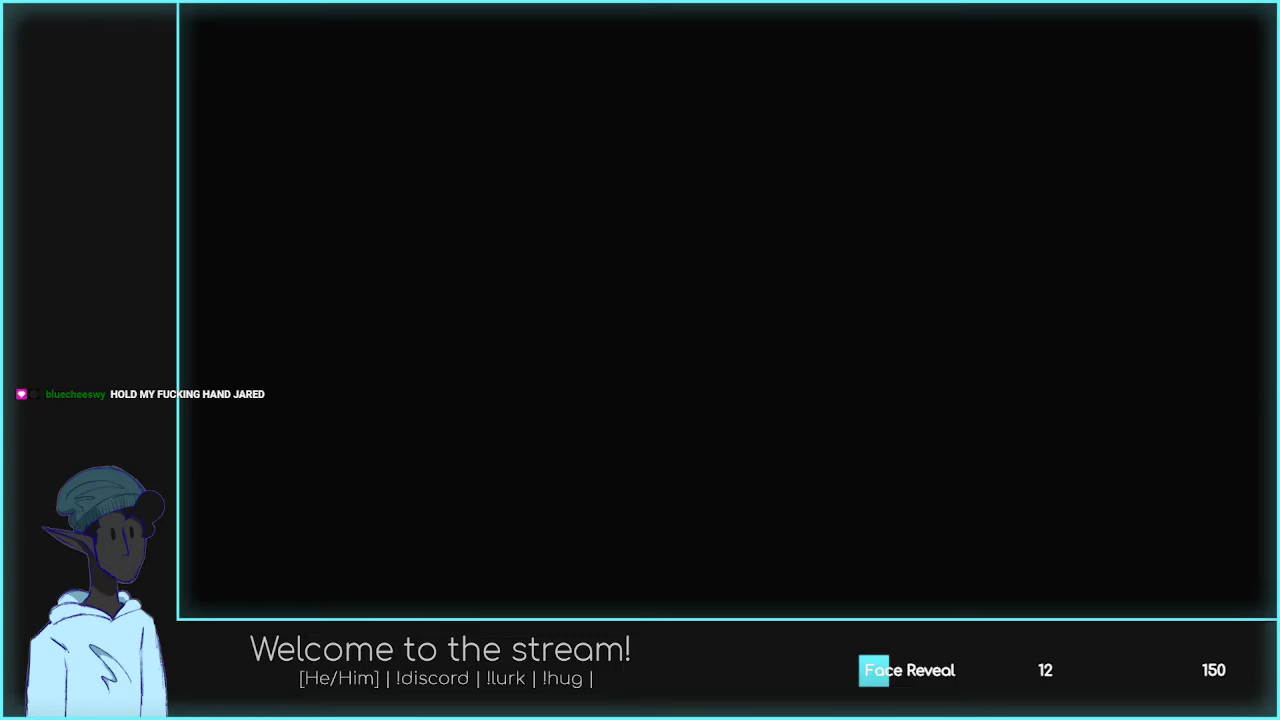 bluecheeswy HOLD MY FUCKING HAND JARED
Welcome to the stream!
[He/Him] | !discord | !lurk | !hug |
Face Reveal 12 150